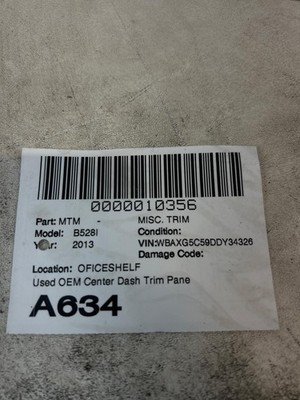 0000010356
Part: MTM - MISC. TRIM
Model: B528I Condition:
Year: 2013 VIN:WBAXG5C59DDY34326
Damage Code:
Location: OFICESHELF
Used OEM Center Dash Trim Pane
A634